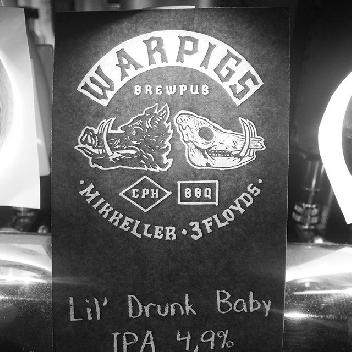 WARPIGS
BREWPUB
CPH BBQ
·MIKKELLER·3FLOYDS·
Lil' Drunk Baby
IPA 4,9%